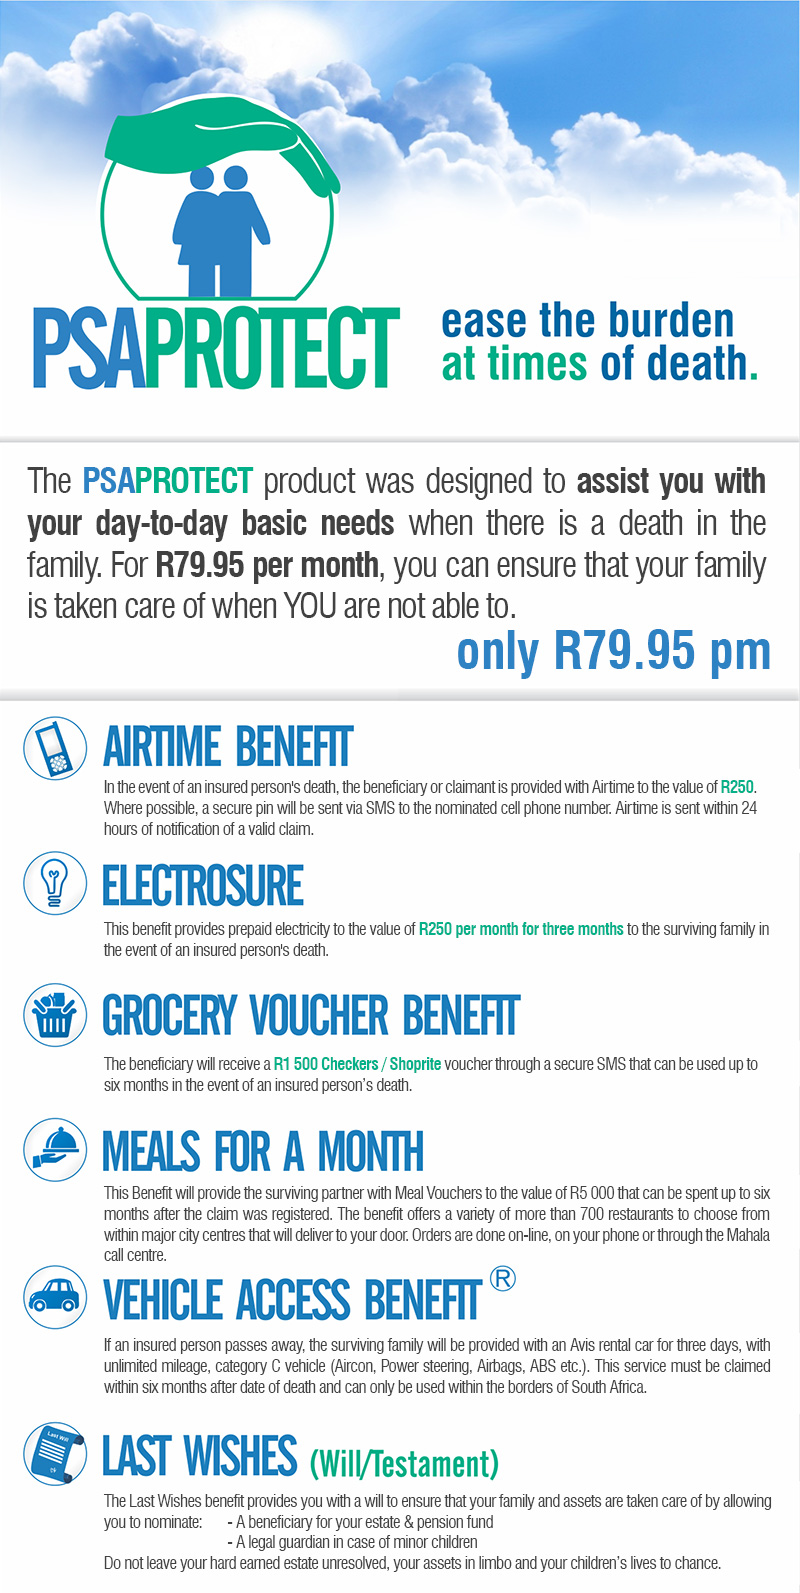 PSAPROTECT
ease the burden
at times of death.
The PSAPROTECT product was designed to assist you with
your day-to-day basic needs when there is a death in the
family. For R79.95 per month, you can ensure that your family
is taken care of when YOU are not able to.
only R79.95 pm
AIRTIME BENEFIT
In the event of an insured person's death, the beneficiary or claimant is provided with Airtime to the value of R250.
Where possible, a secure pin will be sent via SMS to the nominated cell phone number. Airtime is sent within 24
hours of notification of a valid claim.
ELECTROSURE
This benefit provides prepaid electricity to the value of R250 per month for three months to the surviving family in
the event of an insured person's death.
GROCERY VOUCHER BENEFIT
The beneficiary will receive a R1 500 Checkers / Shoprite voucher through a secure SMS that can be used up to
six months in the event of an insured person's death.
MEALS FOR A MONTH
This Benefit will provide the surviving partner with Meal Vouchers to the value of R5 000 that can be spent up to six
months after the claim was registered. The benefit offers a variety of more than 700 restaurants to choose from
within major city centres that will deliver to your door. Orders are done on-line, on your phone or through the Mahala
call centre.
VEHICLE ACCESS BENEFIT ®
If an insured person passes away, the surviving family will be provided with an Avis rental car for three days, with
unlimited mileage, category C vehicle (Aircon, Power steering, Airbags, ABS etc.). This service must be claimed
within six months after date of death and can only be used within the borders of South Africa.
Last Will
LAST WISHES (Will/Testament)
The Last Wishes benefit provides you with a will to ensure that your family and assets are taken care of by allowing
you to nominate: - A beneficiary for your estate & pension fund
- A legal guardian in case of minor children
Do not leave your hard earned estate unresolved, your assets in limbo and your children's lives to chance.